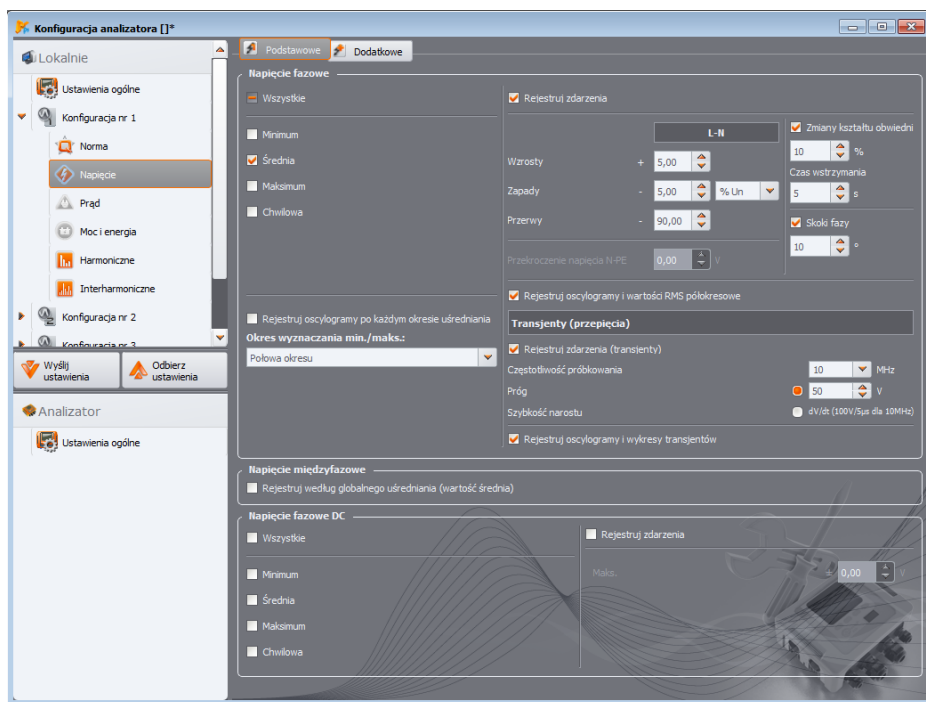 Konfiguracja analizatora []*
Lokalnie
Ustawienia ogólne
Konfiguracja nr 1
Norma
Napięcie
Prąd
Moc i energia
Harmoniczne
Interharmoniczne
Konfiguracja nr 2
Konfiguracja nr 3
Wyślij
ustawienia
Odbierz
ustawienia
Analizator
Ustawienia ogólne
Podstawowe
Dodatkowe
Napięcie fazowe
Wszystkie
Minimum
Średnia
Maksimum
Chwilowa
Rejestruj oscylogramy po każdym okresie uśredniania
Okres wyznaczania min./maks.:
Połowa okresu
Rejestruj zdarzenia
L-N
Wzrosty + 5,00
Zapady - 5,00 % Un
Przerwy - 90,00
Przekroczenie napięcia N-PE 0,00 V
Zmiany kształtu obwiedni
10 %
Czas wstrzymania
5 s
Skoki fazy
10 °
Rejestruj oscylogramy i wartości RMS półokresowe
Transjenty (przepięcia)
Rejestruj zdarzenia (transjenty)
Częstotliwość próbkowania 10 MHz
Próg 50 V
Szybkość narostu dV/dt (100V/5µs dla 10MHz)
Rejestruj oscylogramy i wykresy transjentów
Napięcie międzyfazowe
Rejestruj według globalnego uśredniania (wartość średnia)
Napięcie fazowe DC
Wszystkie
Minimum
Średnia
Maksimum
Chwilowa
Rejestruj zdarzenia
Maks. ± 0,00 V